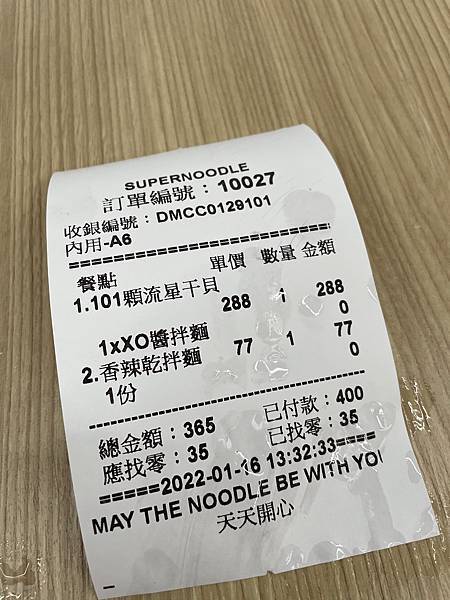 SUPERNOODLE
訂單編號：10027
收銀編號：DMCC0129101
內用-A6
============================
餐點 單價 數量 金額
1.101顆流星干貝
288 1 288
0
1xXO醬拌麵
2.香辣乾拌麵 77 1 77
1份 0
--------------------------------
總金額：365 已付款：400
應找零：35 已找零：35
=====2022-01-16 13:32:33====
MAY THE NOODLE BE WITH YOU
天天開心